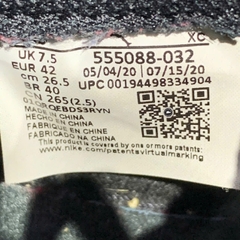 XC
UK 7.5 555088-032
EUR 42 05/04/20 07/15/20
cm 26.5 UPC 00194498334904
BR 40
CN 265(2.5)
MADE IN CHINA
HECHO EN CHINA
FABRIQUE EN CHINE
FABRICADO NA CHINA
This product is covered by one or more
www.nike.com/patentsvirtualmarking